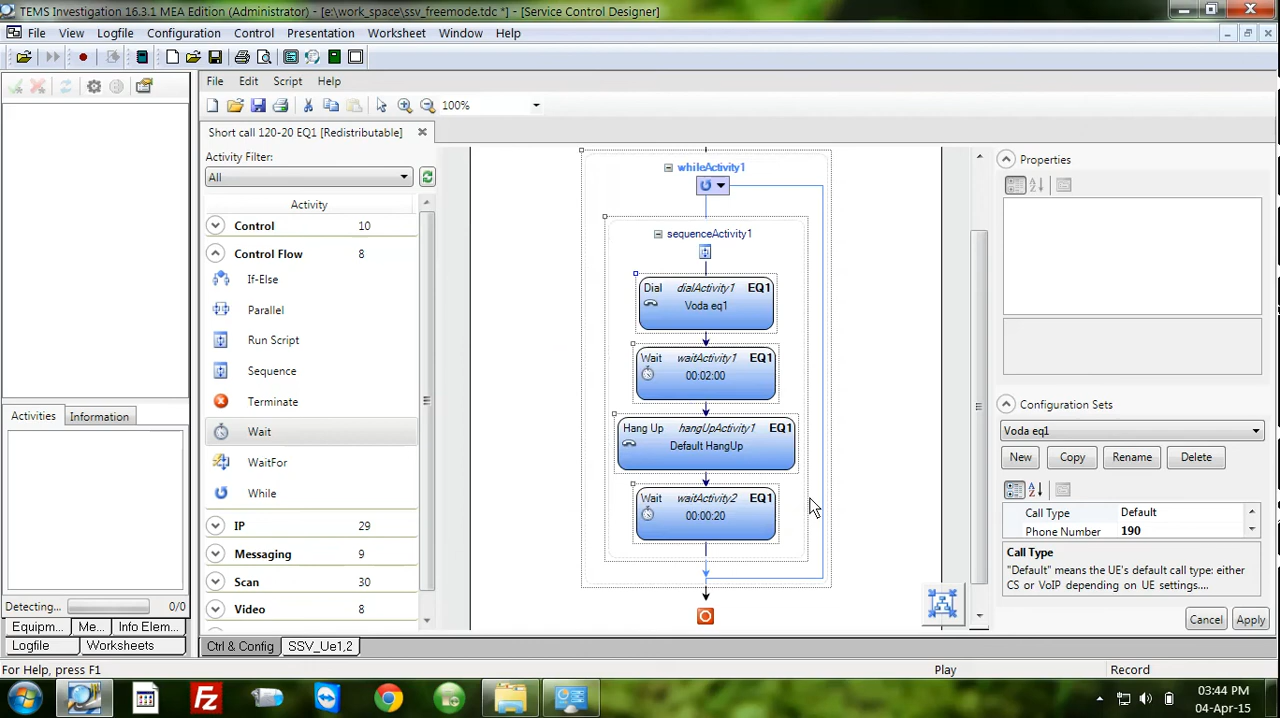 TEMS Investigation 16.3.1 MEA Edition (Administrator) - [e:\work_space\ssv_freemode.tdc *] - [Service Control Designer]
File View Logfile Configuration Control Presentation Worksheet Window Help
File Edit Script Help
100%
Short call 120-20 EQ1 [Redistributable]
Activity Filter:
All
Activity
Control 10
Control Flow 8
If-Else
Parallel
Run Script
Sequence
Terminate
Wait
WaitFor
While
IP 29
Messaging 9
Scan 30
Video 8
whileActivity1
sequenceActivity1
Dial dialActivity1 EQ1
Voda eq1
Wait waitActivity1 EQ1
00:02:00
Hang Up hangUpActivity1 EQ1
Default HangUp
Wait waitActivity2 EQ1
00:00:20
Properties
Configuration Sets
Voda eq1
New Copy Rename Delete
Call Type Default
Phone Number 190
Call Type
"Default" means the UE's default call type: either
CS or VoIP depending on UE settings....
Cancel Apply
Activities Information
Detecting... 0/0
Equipm... Me... Info Elem...
Logfile Worksheets
Ctrl & Config SSV_Ue1,2
For Help, press F1 Play Record
03:44 PM
04-Apr-15